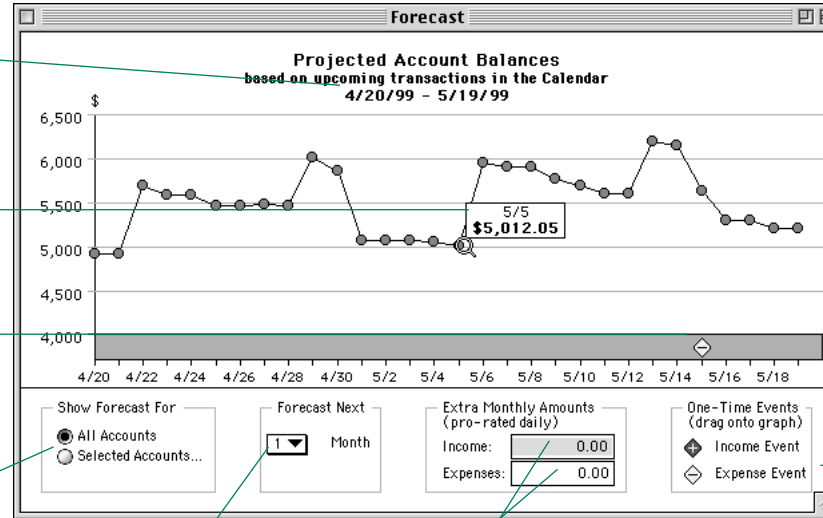 Forecast
Projected Account Balances
based on upcoming transactions in the Calendar
4/20/99 - 5/19/99
$
6,500
6,000
5,500
5,000
4,500
4,000
5/5
$5,012.05
4/20 4/22 4/24 4/26 4/28 4/30 5/2 5/4 5/6 5/8 5/10 5/12 5/14 5/16 5/18
Show Forecast For
All Accounts
Selected Accounts...
Forecast Next
1 Month
Extra Monthly Amounts
(pro-rated daily)
Income: 0.00
Expenses: 0.00
One-Time Events
(drag onto graph)
Income Event
Expense Event